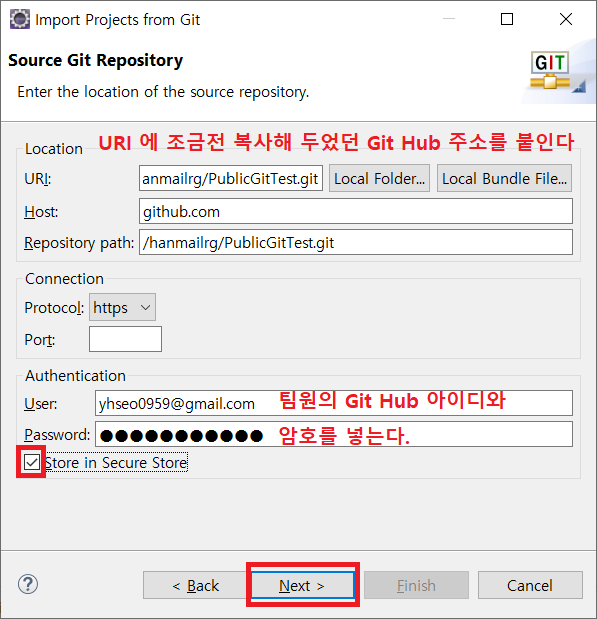 Import Projects from Git
Source Git Repository
GIT
Enter the location of the source repository.
URI 에 조금전 복사해 두었던 Git Hub 주소를 붙인다
Location
URI: anmailrg/PublicGitTest.git Local Folder... Local Bundle File...
Host: github.com
Repository path: /hanmailrg/PublicGitTest.git
Connection
Protocol: https
Port:
Authentication
User: yhseo0959@gmail.com 팀원의 Git Hub 아이디와
Password: ●●●●●●●●●●● 암호를 넣는다.
Store in Secure Store
? < Back Next > Finish Cancel